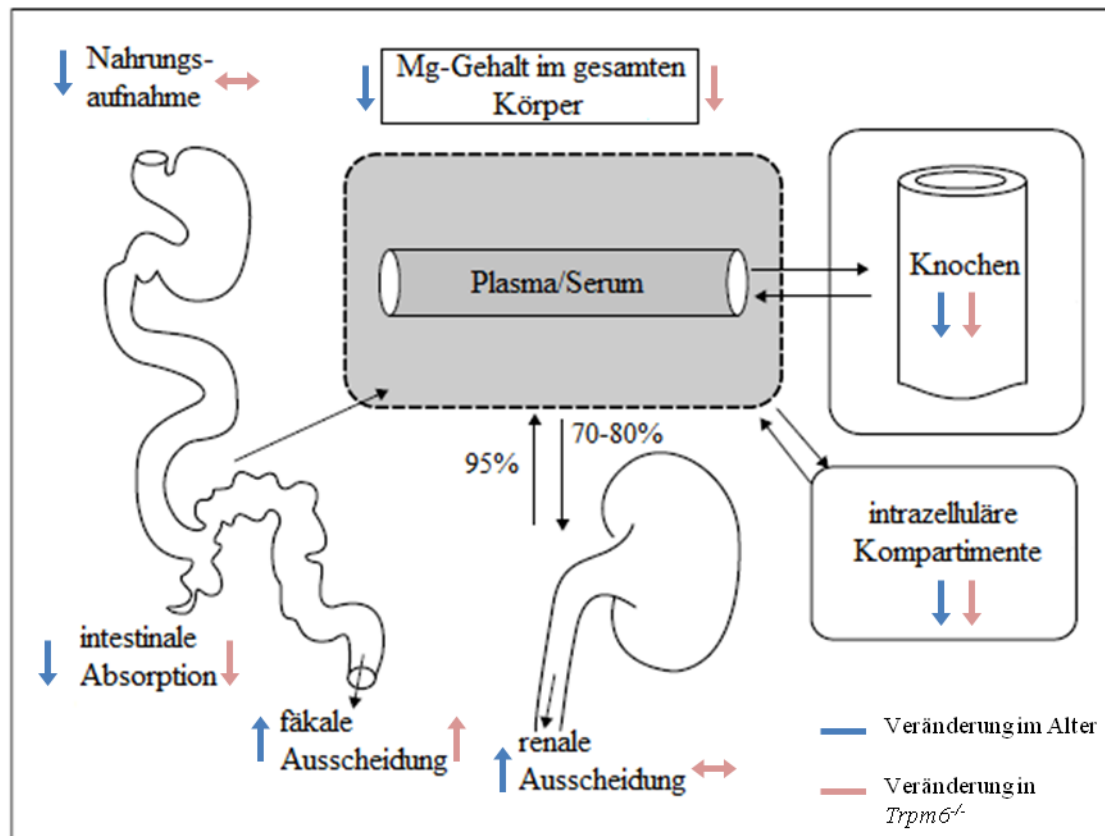 Nahrungs-
aufnahme
Mg-Gehalt im gesamten
Körper
Plasma/Serum
Knochen
70-80%
95%
intrazelluläre
Kompartimente
intestinale
Absorption
fäkale
Ausscheidung
renale
Ausscheidung
Veränderung im Alter
Veränderung in
Trpm6-/-